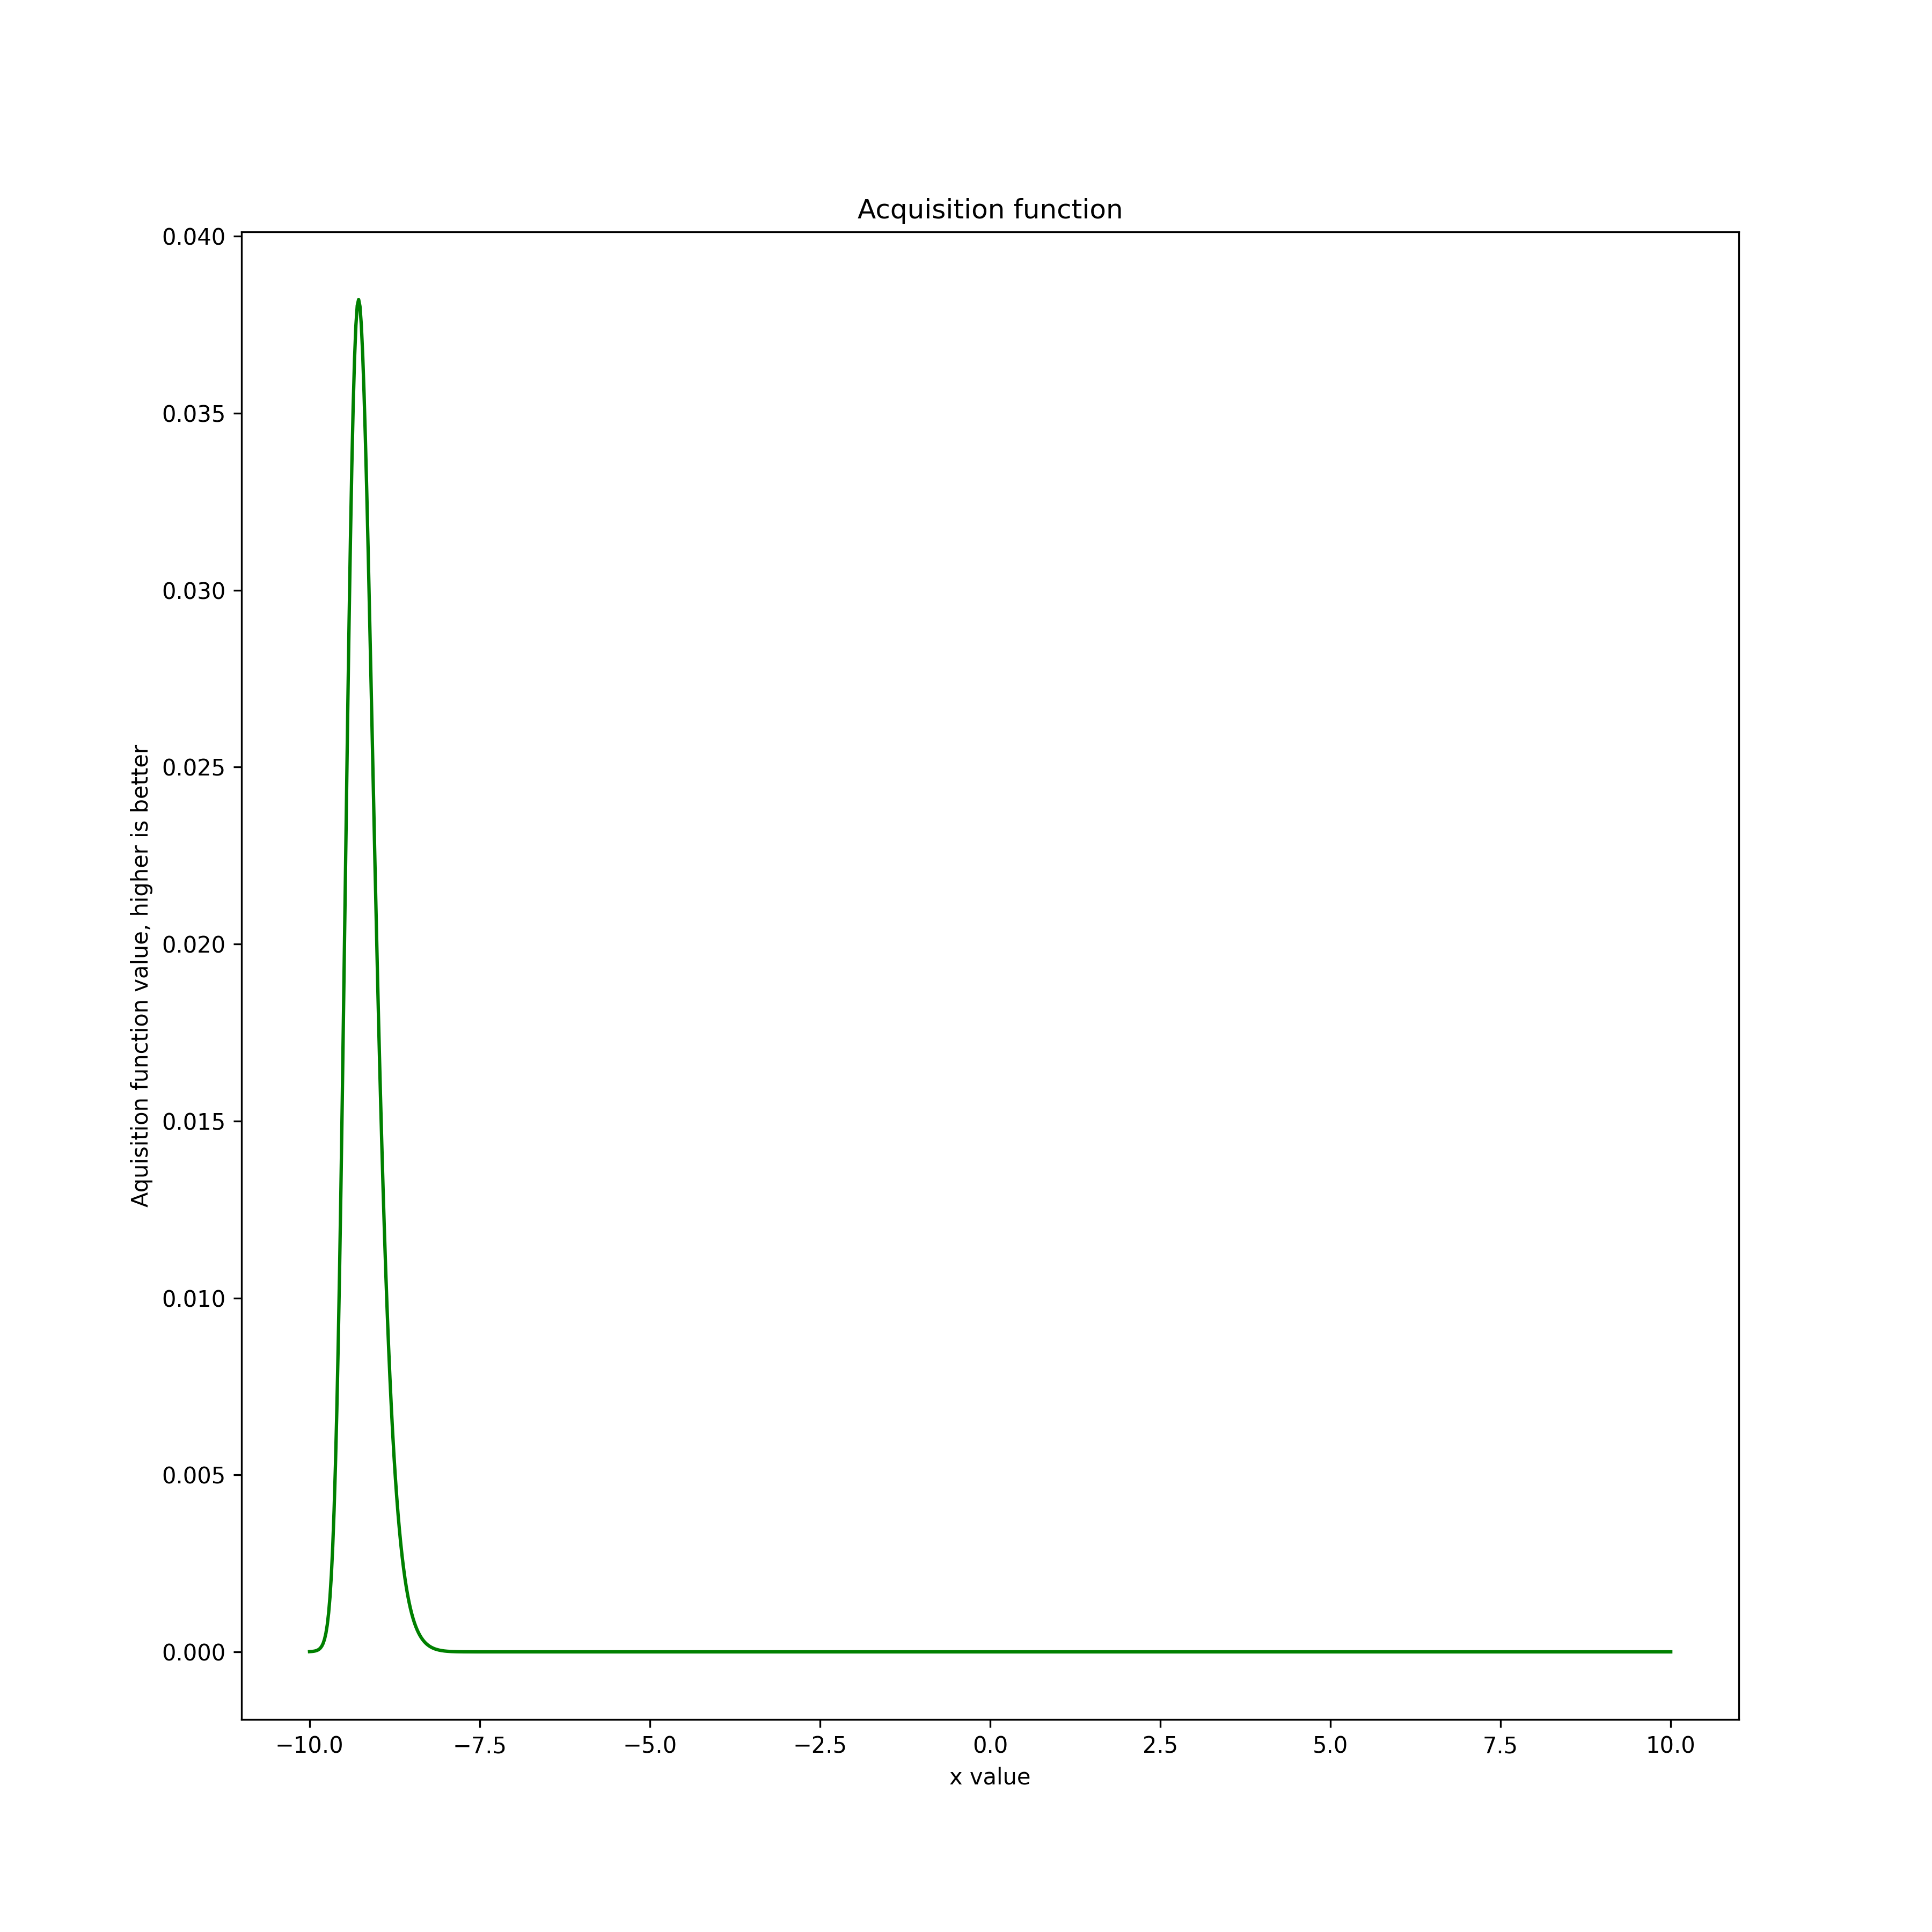 Acquisition function
0.040
0.035
0.030
0.025
0.020
0.015
0.010
0.005
0.000
Aquisition function value, higher is better
−10.0 −7.5 −5.0 −2.5 0.0 2.5 5.0 7.5 10.0
x value